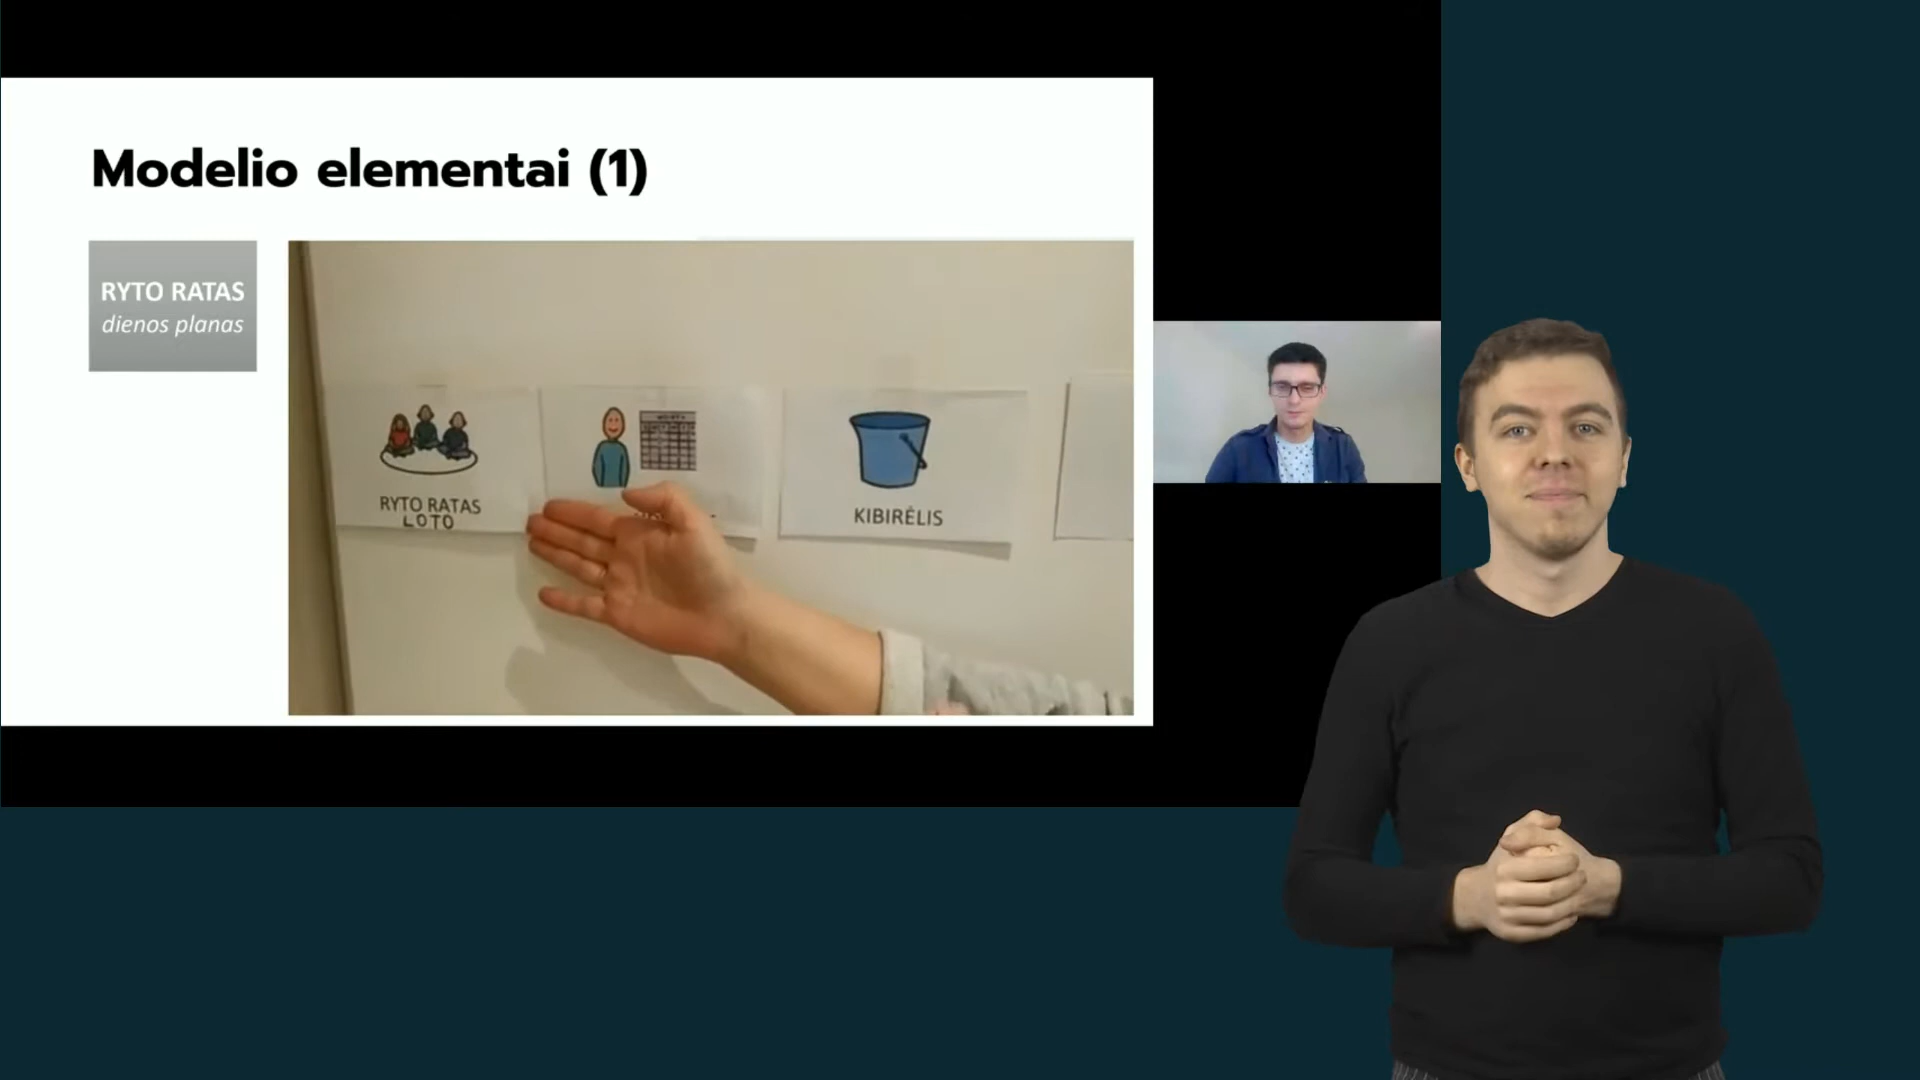 Modelio elementai (1)
RYTO RATAS
dienos planas
RYTO RATAS
LOTO
KIBIRĖLIS